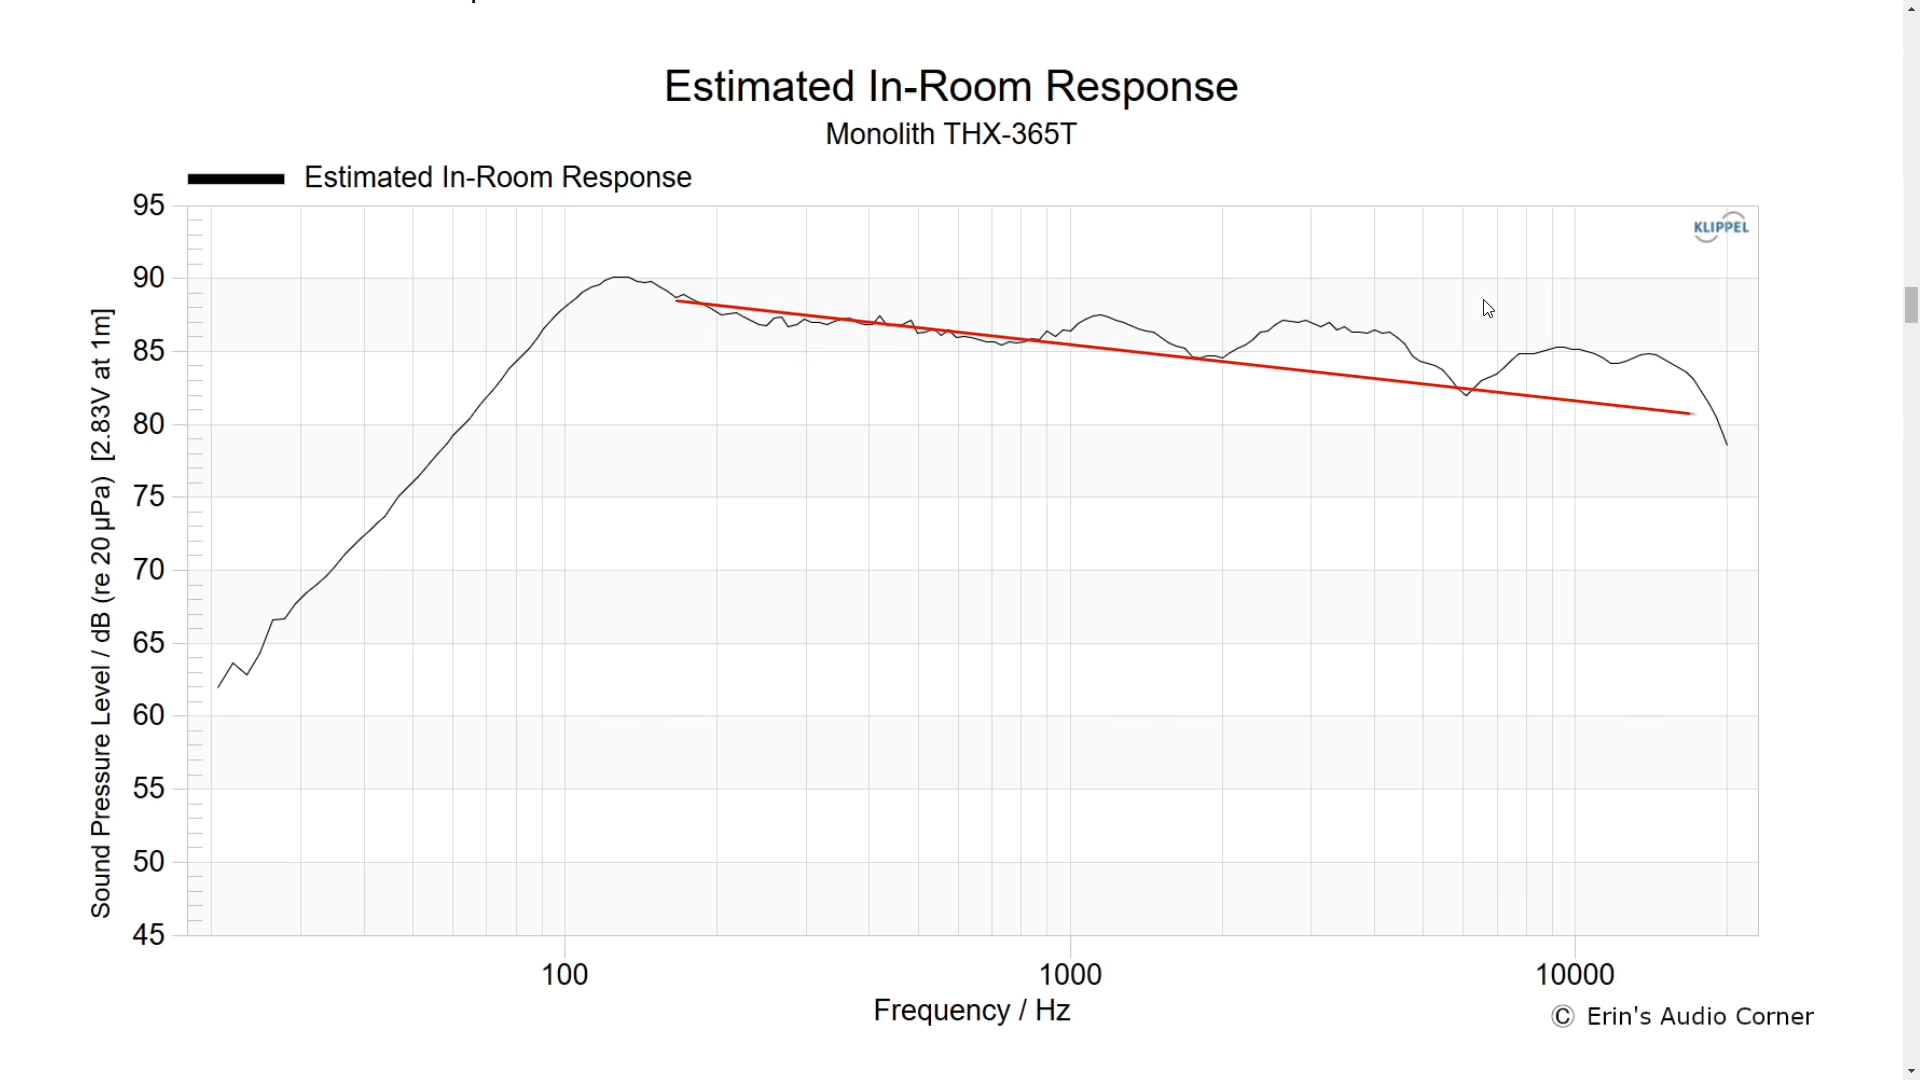 Estimated In-Room Response
Monolith THX-365T
Estimated In-Room Response
KLIPPEL
95
90
85
80
75
70
65
60
55
50
45
Sound Pressure Level / dB (re 20 µPa) [2.83V at 1m]
100
1000
10000
Frequency / Hz
© Erin's Audio Corner